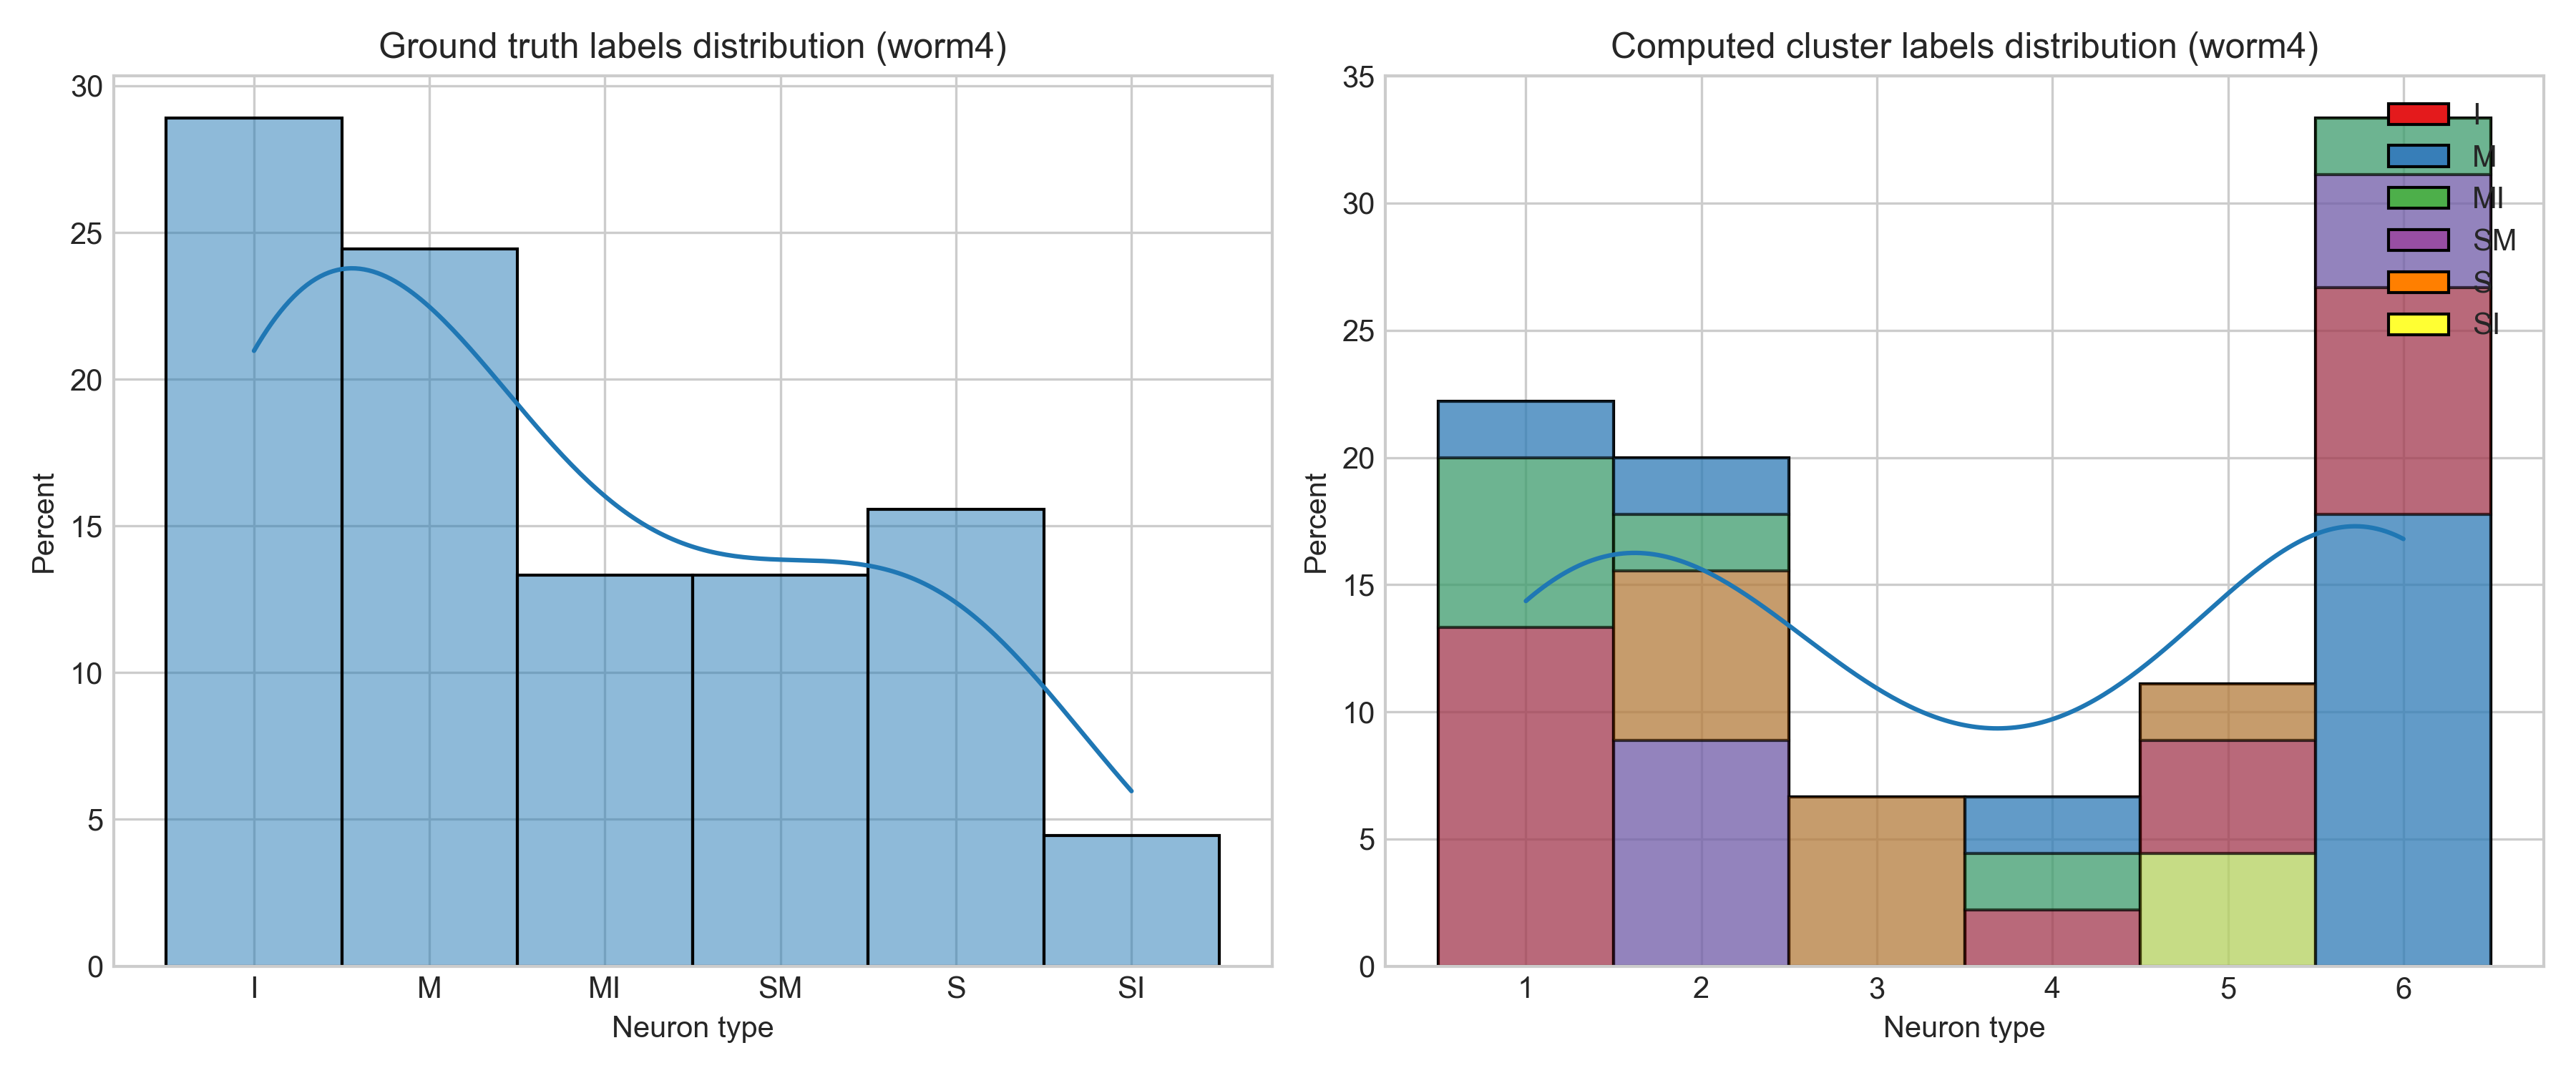 Ground truth labels distribution (worm4)
30
25
20
15
10
5
0
Percent
I M MI SM S SI
Neuron type
Computed cluster labels distribution (worm4)
35
30
25
20
15
10
5
0
Percent
I
M
MI
SM
S
SI
1 2 3 4 5 6
Neuron type